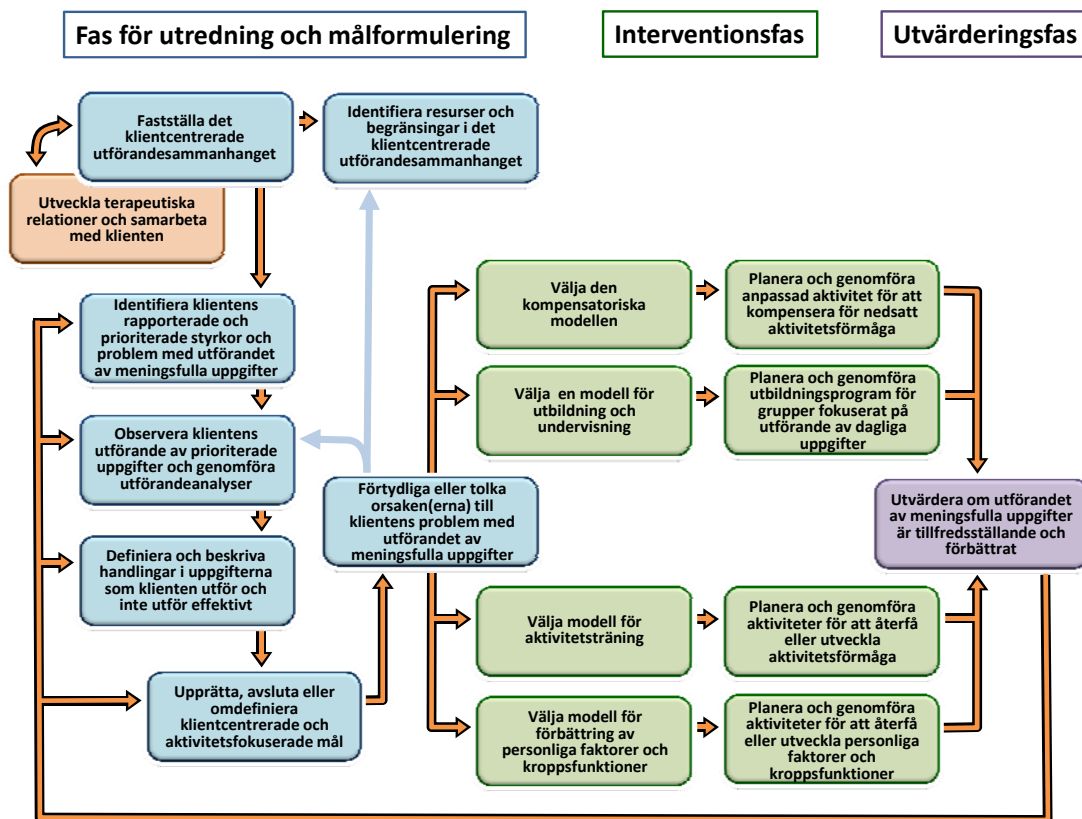 Fas för utredning och målformulering
Interventionsfas
Utvärderingsfas
Fastställa det
klientcentrerade
utförandesammanhanget
Identifiera resurser och
begränsingar i det
klientcentrerade
utförandesammanhanget
Utveckla terapeutiska
relationer och samarbeta
med klienten
Identifiera klientens
rapporterade och
prioriterade styrkor och
problem med utförandet
av meningsfulla uppgifter
Observera klientens
utförande av prioriterade
uppgifter och genomföra
utförandeanalyser
Definiera och beskriva
handlingar i uppgifterna
som klienten utför och
inte utför effektivt
Upprätta, avsluta eller
omdefiniera
klientcentrerade och
aktivitetsfokuserade mål
Förtydliga eller tolka
orsaken(erna) till
klientens problem med
utförandet av
meningsfulla uppgifter
Välja den
kompensatoriska
modellen
Planera och genomföra
anpassad aktivitet för att
kompensera för nedsatt
aktivitetsförmåga
Välja en modell för
utbildning och
undervisning
Planera och genomföra
utbildningsprogram för
grupper fokuserat på
utförande av dagliga
uppgifter
Välja modell för
aktivitetsträning
Planera och genomföra
aktiviteter för att återfå
eller utveckla
aktivitetsförmåga
Välja modell för
förbättring av
personliga faktorer och
kroppsfunktioner
Planera och genomföra
aktiviteter för att återfå
eller utveckla personliga
faktorer och
kroppsfunktioner
Utvärdera om utförandet
av meningsfulla uppgifter
är tillfredsställande och
förbättrat